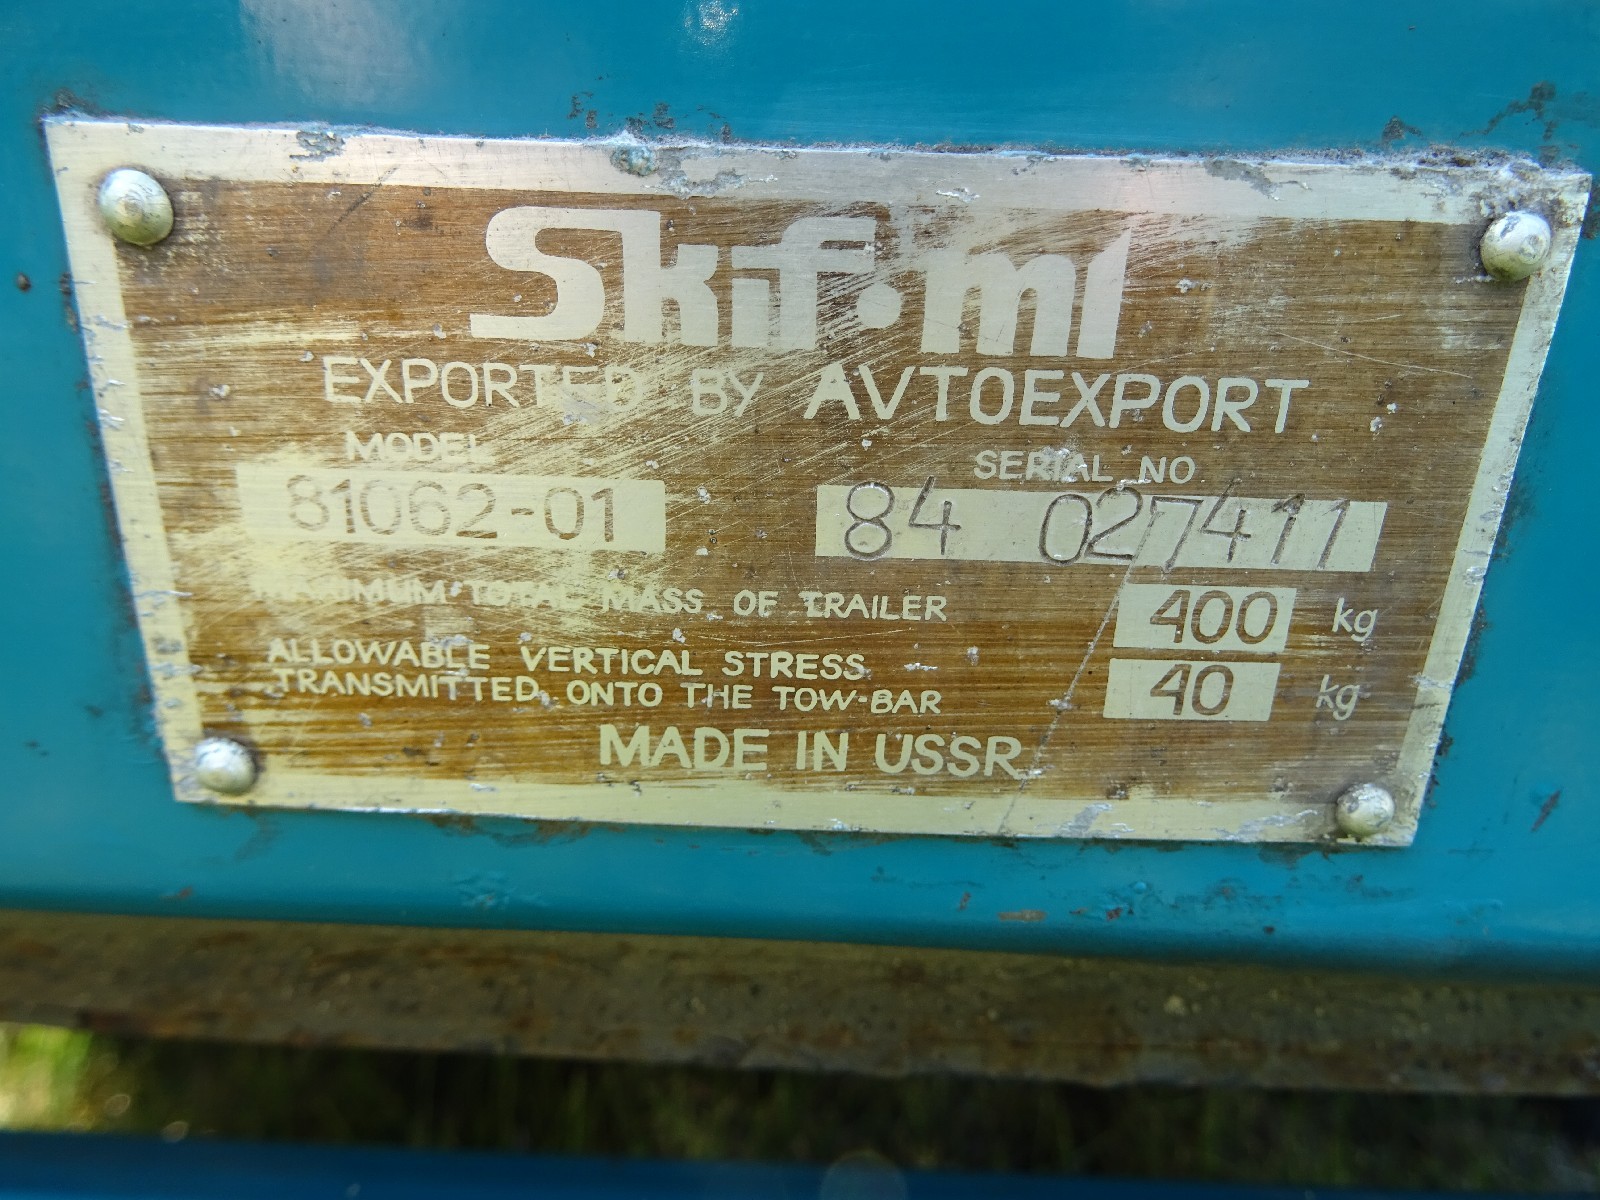 Skif·m1
EXPORTED BY AVTOEXPORT
MODEL SERIAL NO
81062-01 84 027411
MAXIMUM TOTAL MASS OF TRAILER 400 kg
ALLOWABLE VERTICAL STRESS
TRANSMITTED ONTO THE TOW-BAR 40 kg
MADE IN USSR